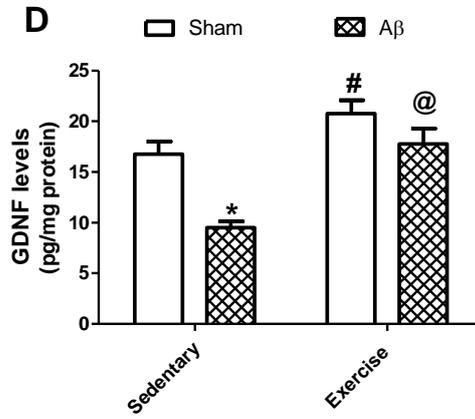 D
Sham Aβ
GDNF levels
(pg/mg protein)
25
20
15
10
5
0
*
#
@
Sedentary
Exercise